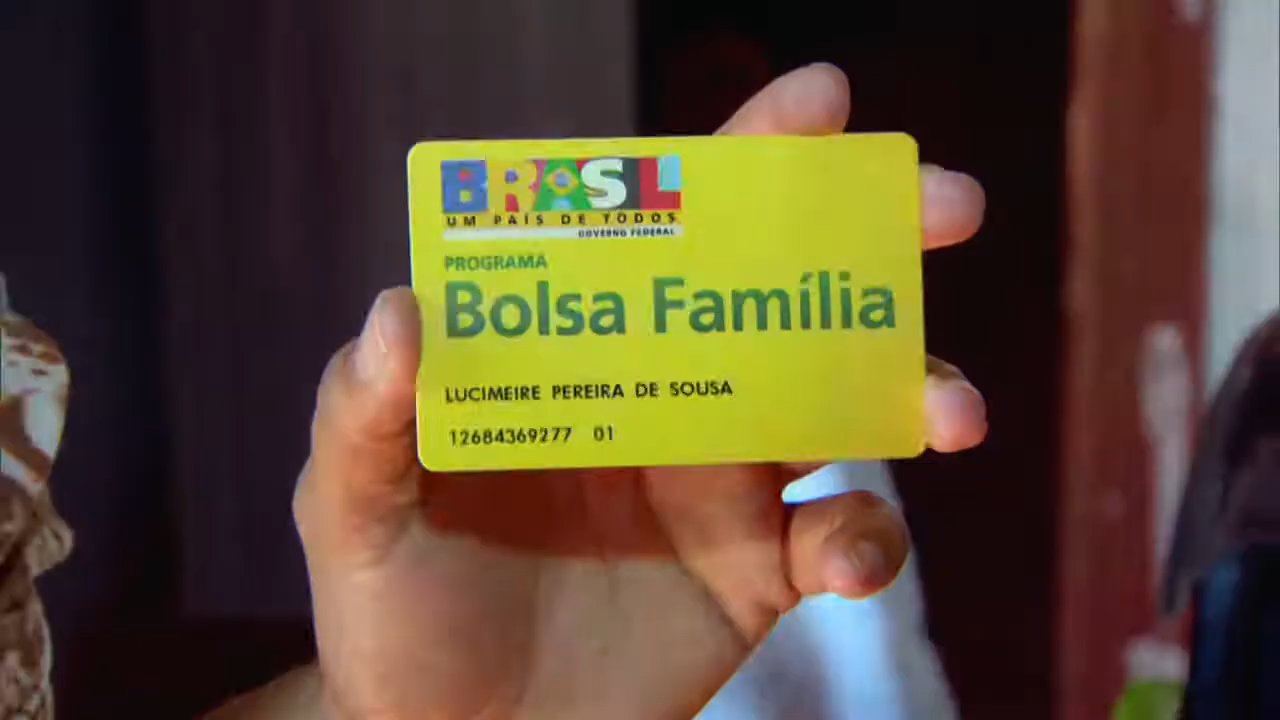 BRASIL
UM PAÍS DE TODOS
GOVERNO FEDERAL
PROGRAMA
Bolsa Família
LUCIMEIRE PEREIRA DE SOUSA
12684369277 01